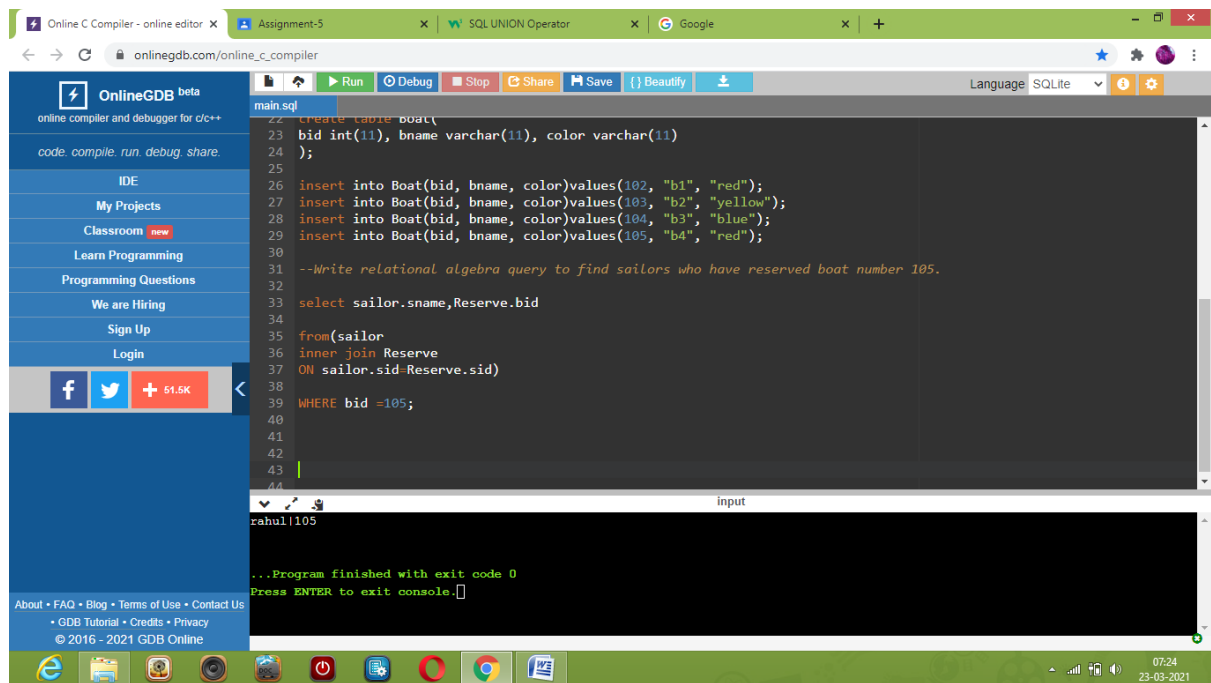 Online C Compiler - online editor
Assignment-5
SQL UNION Operator
Google
onlinegdb.com/online_c_compiler
OnlineGDB beta
online compiler and debugger for c/c++
code. compile. run. debug. share.
IDE
My Projects
Classroom new
Learn Programming
Programming Questions
We are Hiring
Sign Up
Login
51.5K
About • FAQ • Blog • Terms of Use • Contact Us
• GDB Tutorial • Credits • Privacy
© 2016 - 2021 GDB Online
Run Debug Stop Share Save { } Beautify Language SQLite
main.sql
22 create table Boat(
23 bid int(11), bname varchar(11), color varchar(11)
24 );
25
26 insert into Boat(bid, bname, color)values(102, "b1", "red");
27 insert into Boat(bid, bname, color)values(103, "b2", "yellow");
28 insert into Boat(bid, bname, color)values(104, "b3", "blue");
29 insert into Boat(bid, bname, color)values(105, "b4", "red");
30
31 --Write relational algebra query to find sailors who have reserved boat number 105.
32
33 select sailor.sname,Reserve.bid
34
35 from(sailor
36 inner join Reserve
37 ON sailor.sid=Reserve.sid)
38
39 WHERE bid =105;
40
41
42
43
44
input
rahul|105
...Program finished with exit code 0
Press ENTER to exit console.
07:24
23-03-2021